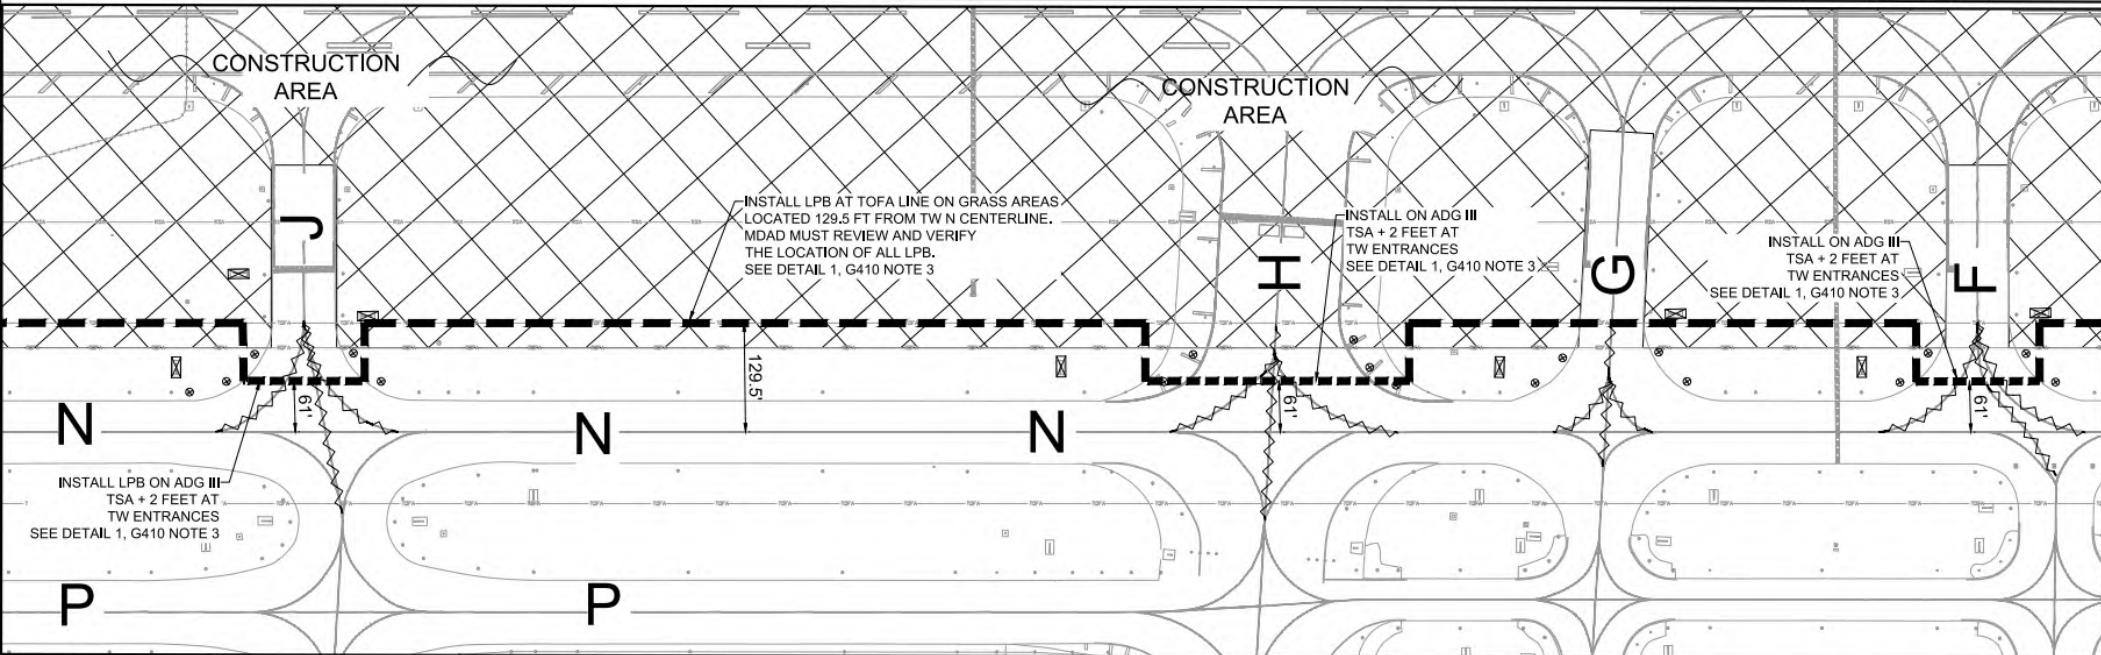 CONSTRUCTION
AREA
CONSTRUCTION
AREA
J
INSTALL LPB AT TOFA LINE ON GRASS AREAS
LOCATED 129.5 FT FROM TW N CENTERLINE.
MDAD MUST REVIEW AND VERIFY
THE LOCATION OF ALL LPB.
SEE DETAIL 1, G410 NOTE 3
H
INSTALL ON ADG III
TSA + 2 FEET AT
TW ENTRANCES
SEE DETAIL 1, G410 NOTE 3
G
INSTALL ON ADG III
TSA + 2 FEET AT
TW ENTRANCES
SEE DETAIL 1, G410 NOTE 3
F
129.5'
61'
61'
61'
N
N
N
INSTALL LPB ON ADG III
TSA + 2 FEET AT
TW ENTRANCES
SEE DETAIL 1, G410 NOTE 3
P
P